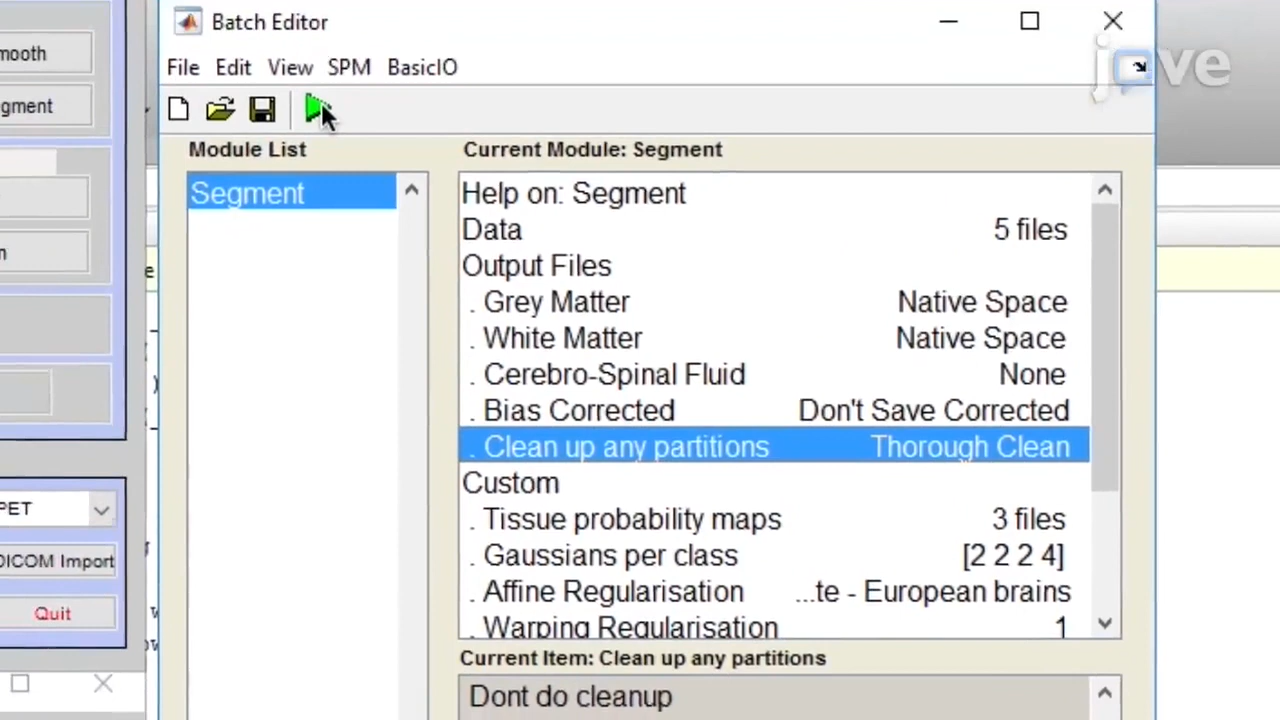 Batch Editor
jove
File Edit View SPM BasicIO
mooth
gment
Module List
Current Module: Segment
Segment
Help on: Segment
Data 5 files
Output Files
. Grey Matter Native Space
. White Matter Native Space
. Cerebro-Spinal Fluid None
. Bias Corrected Don't Save Corrected
. Clean up any partitions Thorough Clean
Custom
. Tissue probability maps 3 files
. Gaussians per class [2 2 2 4]
. Affine Regularisation ...te - European brains
. Warping Regularisation 1
n
e
PET
DICOM Import
Quit
Current Item: Clean up any partitions
Dont do cleanup